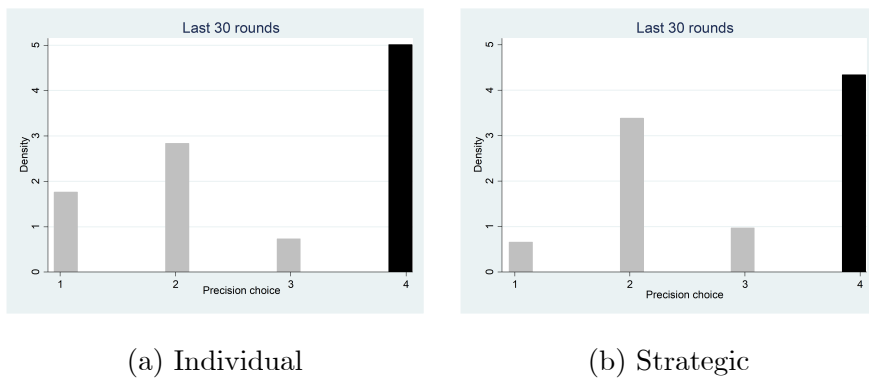 Last 30 rounds
Density
5
4
3
2
1
0
1 2 3 4
Precision choice
(a) Individual
Last 30 rounds
Density
5
4
3
2
1
0
1 2 3 4
Precision choice
(b) Strategic